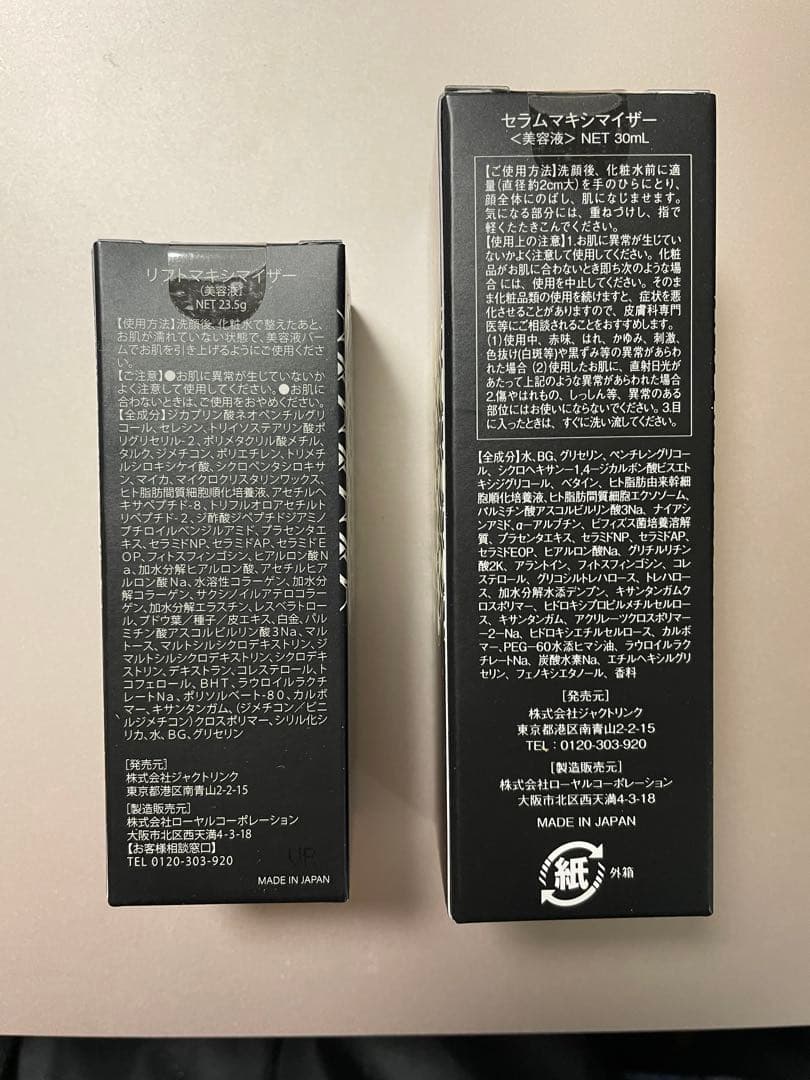 リフトマキシマイザー
(美容液)
NET 23.5g
【使用方法】洗顔後、化粧水で整えたあと、
お肌が濡れていない状態で、美容液バ
ームでお肌を引き上げるようにご使用くだ
さい。
【ご注意】●お肌に異常が生じていないか
よく注意して使用してください。●お肌に
合わないときは、ご使用をおやめください。
【全成分】ジカプリン酸ネオペンチルグリ
コール、セレシン、トリイソステアリン酸ポ
リグリセリル-2、ポリメタクリル酸メチル、
タルク、ジメチコン、ポリエチレン、トリメチ
ルシロキシケイ酸、シクロペンタシロキサ
ン、マイカ、マイクロクリスタリンワックス、
ヒト脂肪間質細胞順化培養液、アセチルヘ
キサペプチド-8、トリフルオロアセチルト
リペプチド-2、ジ酢酸ジペプチドジアミノ
ブチロイルベンジルアミド、プラセンタエ
キス、セラミドNP、セラミドAP、セラミドE
OP、フィトスフィンゴシン、ヒアルロン酸N
a、加水分解ヒアルロン酸、アセチルヒア
ルロン酸Na、水溶性コラーゲン、加水分
解コラーゲン、サクシノイルアテロコラーゲ
ン、加水分解エラスチン、レスベラトロー
ル、ブドウ葉／種子／皮エキス、白金、パル
ミチン酸アスコルビルリン酸3Na、マルト
ース、マルトシルシクロデキストリン、ジ
マルトシルシクロデキストリン、シクロデキ
ストリン、デキストラン、コレステロール、ト
コフェロール、BHT、ラウロイルラク
チレートNa、ポリソルベート-80、カルボ
マー、キサンタンガム、(ジメチコン／ビニ
ルジメチコン)クロスポリマー、シリル化シ
リカ、水、BG、グリセリン
[発売元]
株式会社ジャクトリンク
東京都港区南青山2-2-15
[製造販売元]
株式会社ローヤルコーポレーション
大阪市北区西天満4-3-18
【お客様相談窓口】
TEL 0120-303-920
MADE IN JAPAN
セラムマキシマイザー
＜美容液＞ NET 30mL
【ご使用方法】洗顔後、化粧水前に適
量(直径約2cm大)を手のひらにとり、
顔全体にのばし、肌になじませます。
気になる部分には、重ねづけし、指で
軽くたたきこんでください。
【使用上の注意】1.お肌に異常が生じてい
ないかよく注意して使用してください。化粧
品がお肌に合わないとき即ち次のような場
合には、使用を中止してください。そのま
ま化粧品類の使用を続けますと、症状を悪
化させることがありますので、皮膚科専門
医等にご相談されることをおすすめします。
(1)使用中、赤味、はれ、かゆみ、刺激、
色抜け(白斑等)や黒ずみ等の異常があらわ
れた場合 (2)使用したお肌に、直射日光が
あたって上記のような異常があらわれた場合
2.傷やはれもの、しっしん等、異常のある
部位にはお使いにならないでください。3.目
に入ったときは、すぐに洗い流してください。
【全成分】水、BG、グリセリン、ペンチレングリコー
ル、シクロヘキサン-1,4-ジカルボン酸ビスエト
キシジグリコール、ベタイン、ヒト脂肪由来幹細
胞順化培養液、ヒト脂肪間質細胞エクソソーム、
パルミチン酸アスコルビルリン酸3Na、ナイアシ
ンアミド、α-アルブチン、ビフィズス菌培養溶解
質、プラセンタエキス、セラミドNP、セラミドAP、
セラミドEOP、ヒアルロン酸Na、グリチルリチン
酸2K、アラントイン、フィトスフィンゴシン、コレ
ステロール、グリコシルトレハロース、トレハロー
ス、加水分解水添デンプン、キサンタンガムク
ロスポリマー、ヒドロキシプロピルメチルセルロー
ス、キサンタンガム、アクリレーツクロスポリマー
-2-Na、ヒドロキシエチルセルロース、カルボ
マー、PEG-60水添ヒマシ油、ラウロイルラク
チレートNa、炭酸水素Na、エチルヘキシルグリ
セリン、フェノキシエタノール、香料
[発売元]
株式会社ジャクトリンク
東京都港区南青山2-2-15
TEL：0120-303-920
[製造販売元]
株式会社ローヤルコーポレーション
大阪市北区西天満4-3-18
MADE IN JAPAN
紙
外箱